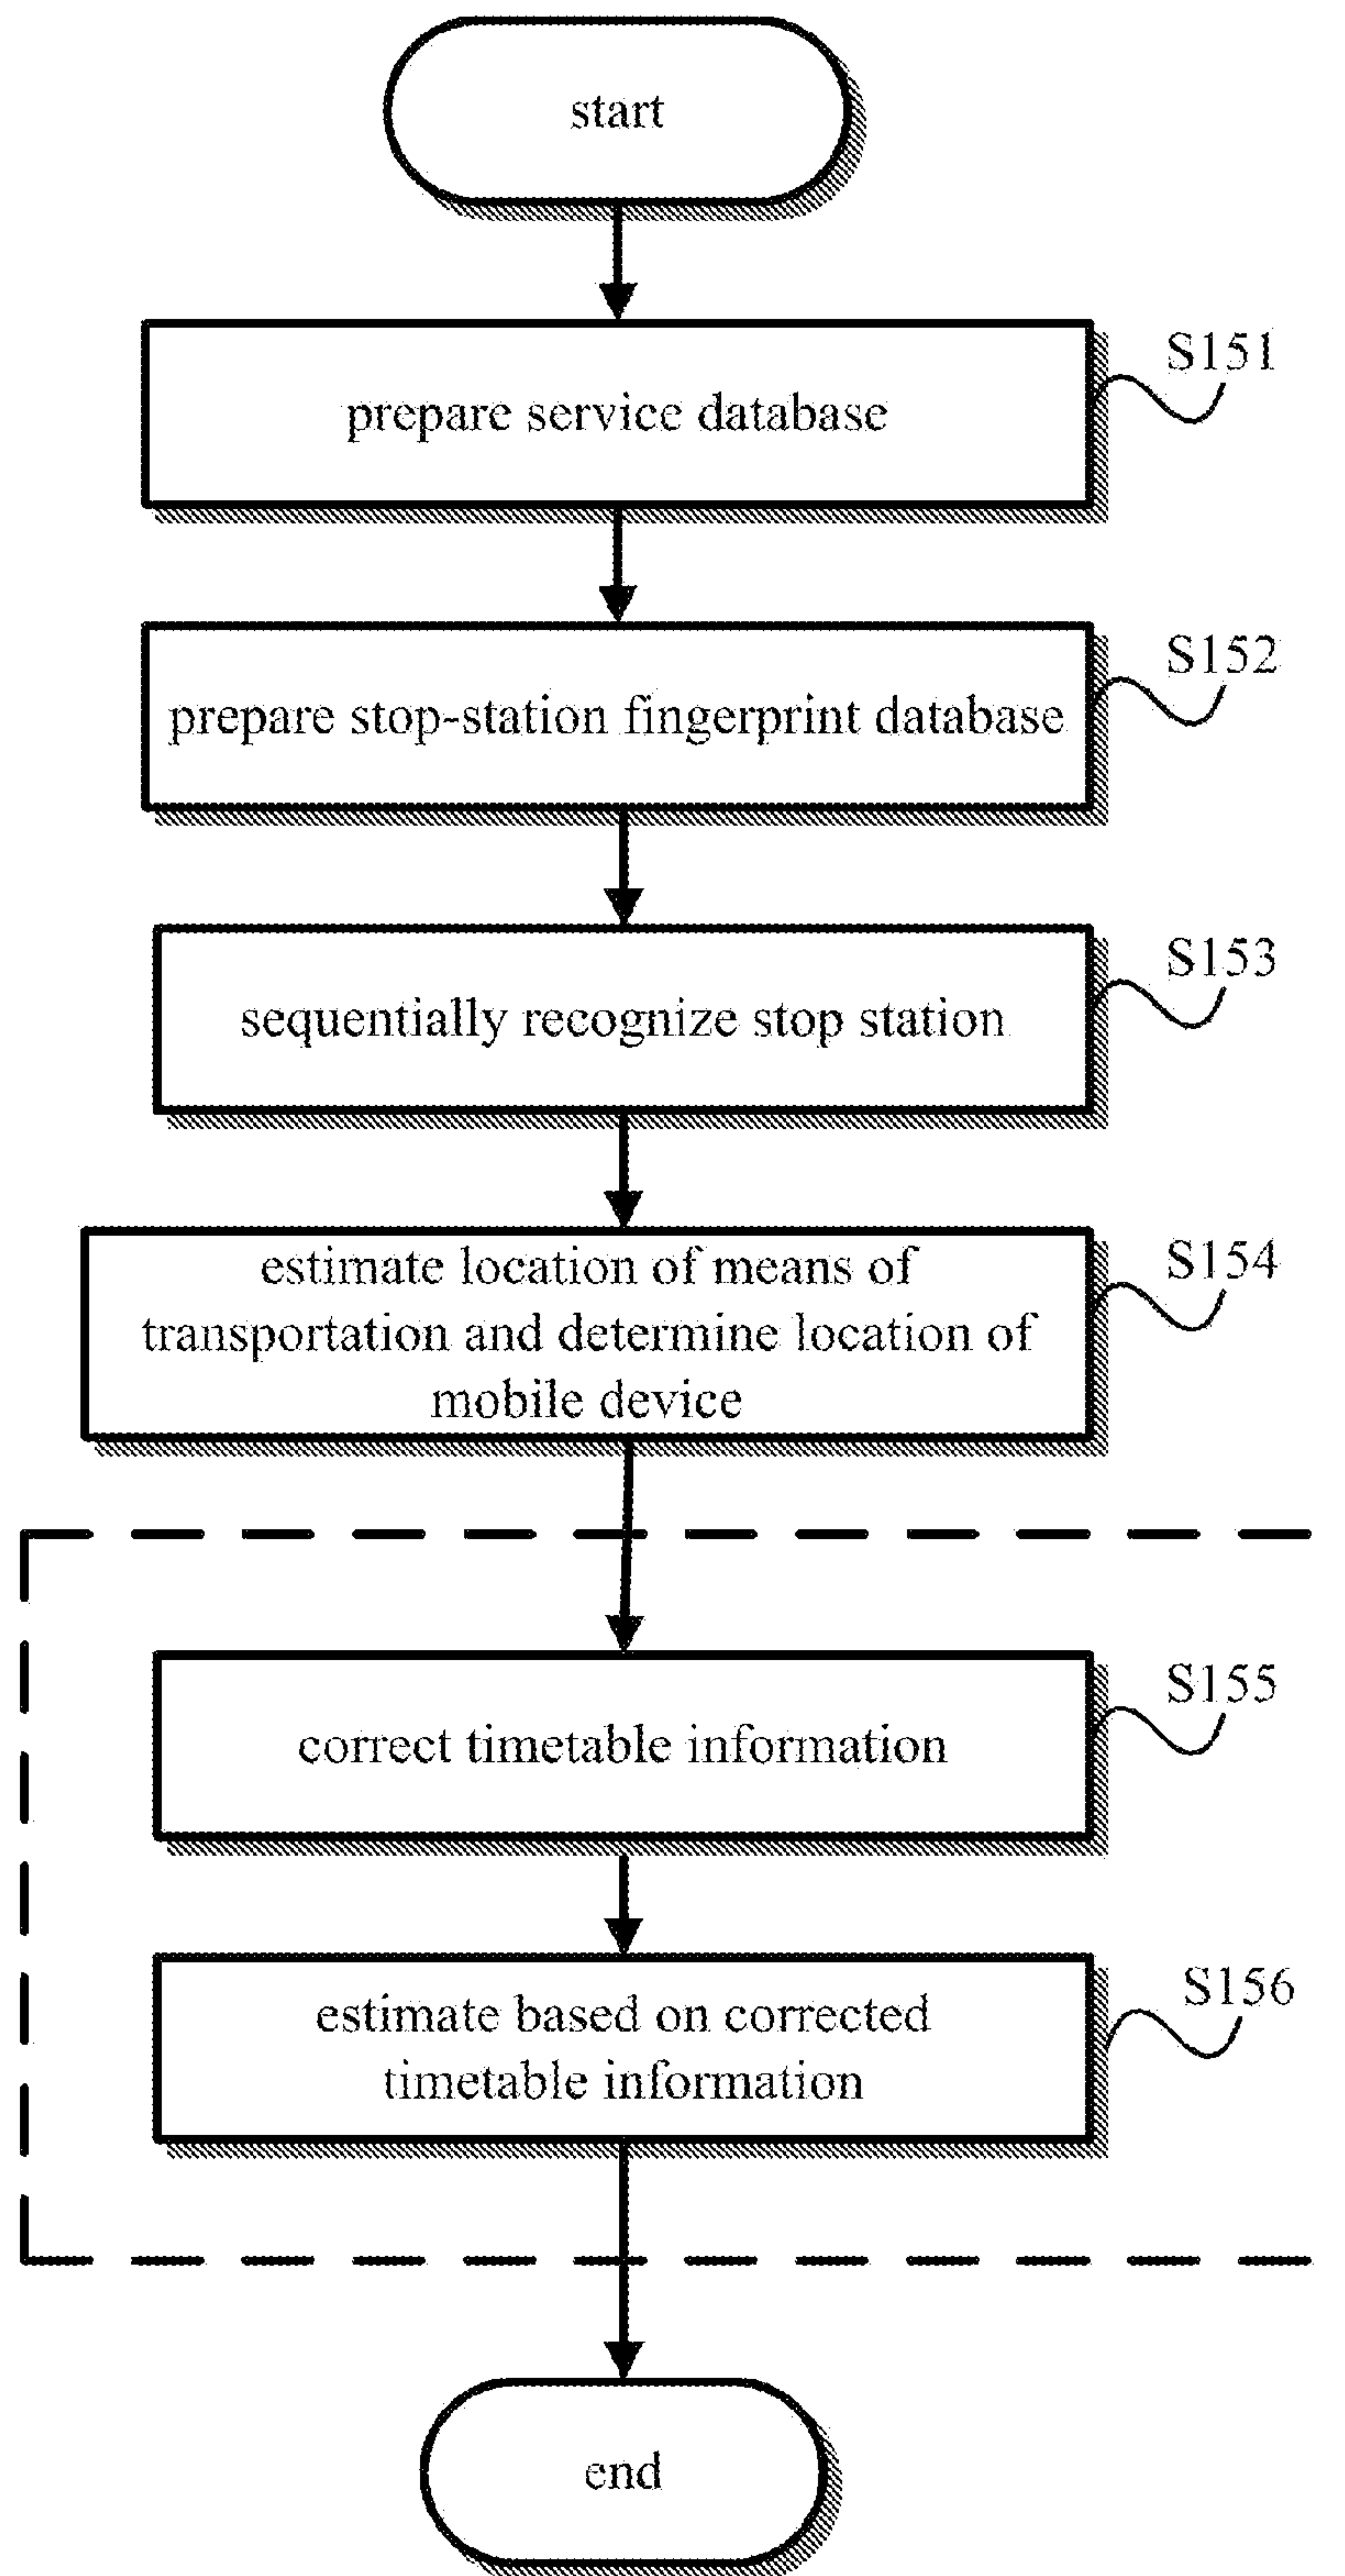 start
S151
prepare service database
S152
prepare stop-station fingerprint database
S153
sequentially recognize stop station
S154
estimate location of means of
transportation and determine location of
mobile device
S155
correct timetable information
S156
estimate based on corrected
timetable information
end